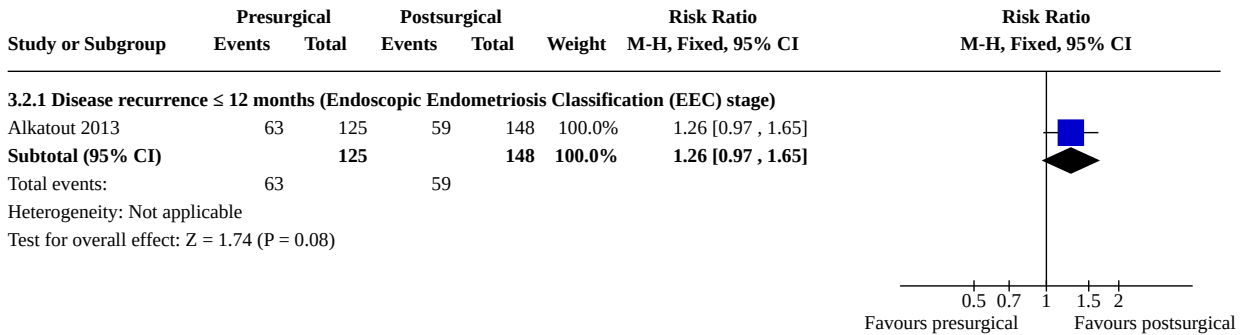 Presurgical Postsurgical Risk Ratio Risk Ratio
Study or Subgroup Events Total Events Total Weight M-H, Fixed, 95% CI M-H, Fixed, 95% CI
3.2.1 Disease recurrence ≤ 12 months (Endoscopic Endometriosis Classification (EEC) stage)
Alkatout 2013 63 125 59 148 100.0% 1.26 [0.97 , 1.65]
Subtotal (95% CI) 125 148 100.0% 1.26 [0.97 , 1.65]
Total events: 63 59
Heterogeneity: Not applicable
Test for overall effect: Z = 1.74 (P = 0.08)
0.5 0.7 1 1.5 2
Favours presurgical Favours postsurgical